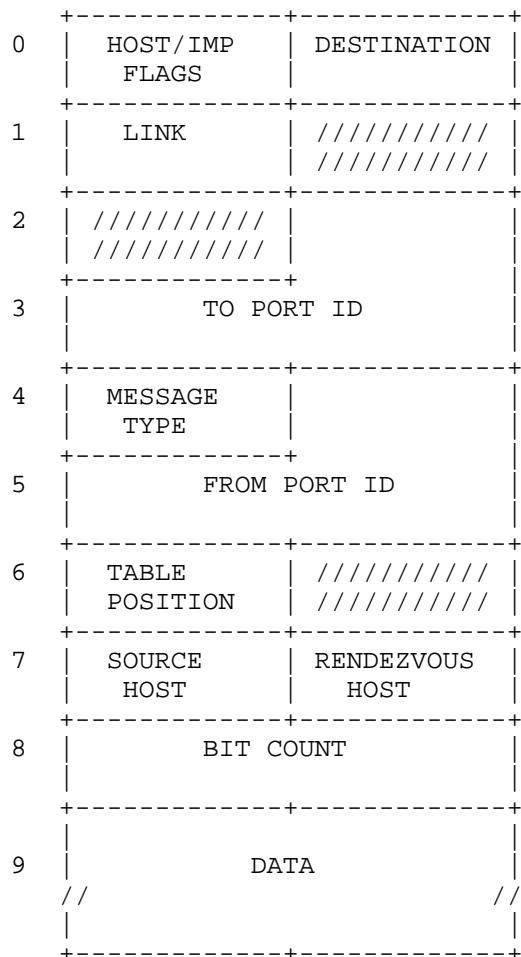 +-------------+-------------+
0 | HOST/IMP | DESTINATION |
| FLAGS | |
+-------------+-------------+
1 | LINK | /////////// |
| | /////////// |
+-------------+-------------+
2 | /////////// | |
| /////////// | |
+-------------+ |
3 | TO PORT ID |
| |
+-------------+-------------+
4 | MESSAGE | |
| TYPE | |
+-------------+ |
5 | FROM PORT ID |
| |
+-------------+-------------+
6 | TABLE | /////////// |
| POSITION | /////////// |
+-------------+-------------+
7 | SOURCE | RENDEZVOUS |
| HOST | HOST |
+-------------+-------------+
8 | BIT COUNT |
| |
+-------------+-------------+
| |
9 | DATA |
// //
| |
+-------------+-------------+